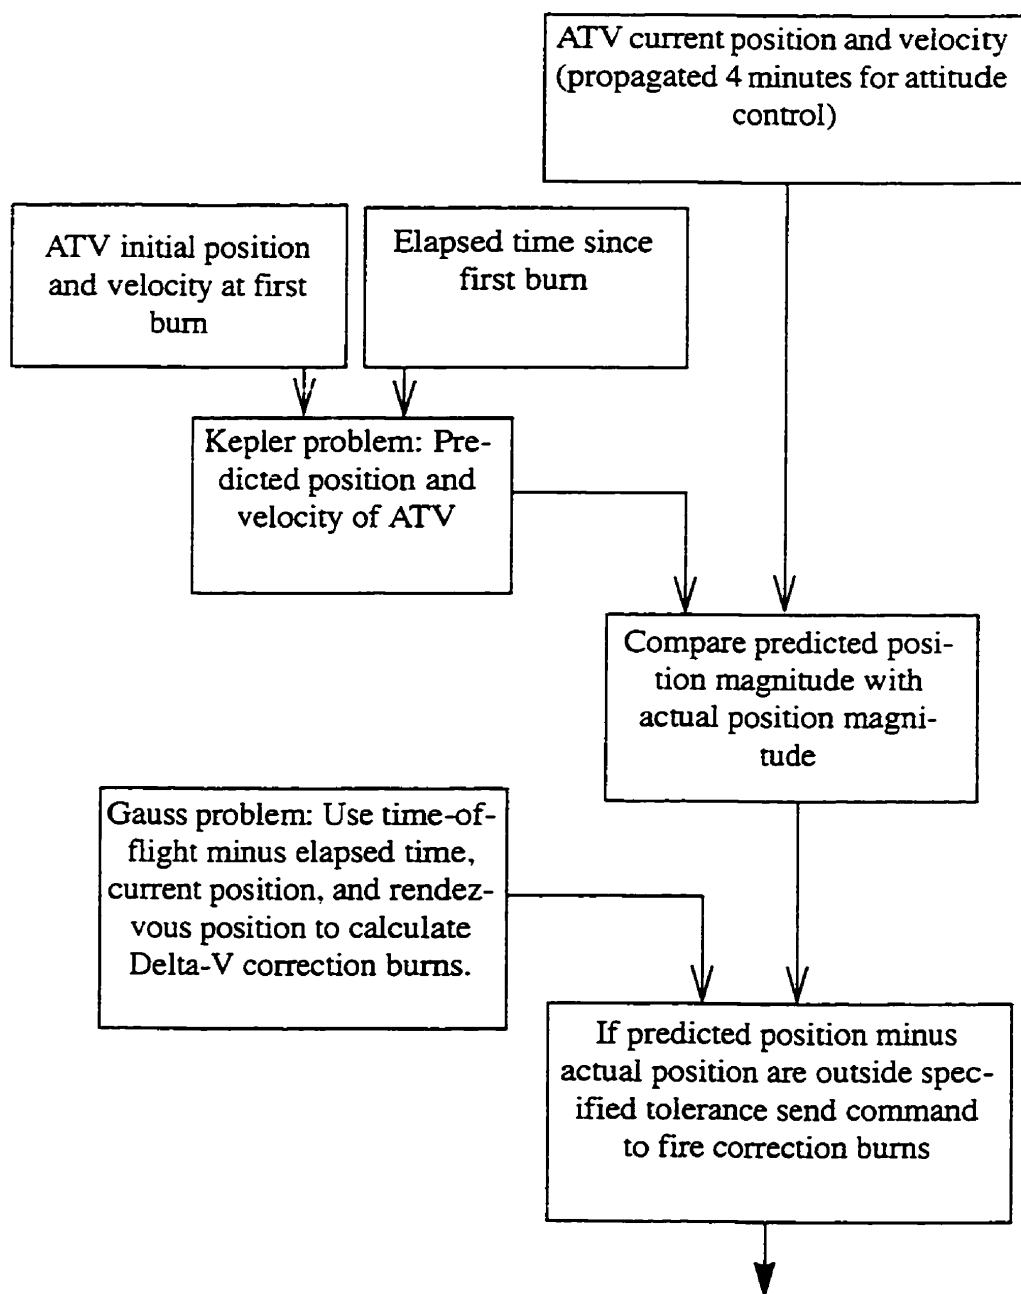 ATV current position and velocity
(propagated 4 minutes for attitude
control)
ATV initial position
and velocity at first
burn
Elapsed time since
first burn
Kepler problem: Pre-
dicted position and
velocity of ATV
Compare predicted posi-
tion magnitude with
actual position magni-
tude
Gauss problem: Use time-of-
flight minus elapsed time,
current position, and rendez-
vous position to calculate
Delta-V correction burns.
If predicted position minus
actual position are outside spec-
ified tolerance send command
to fire correction burns